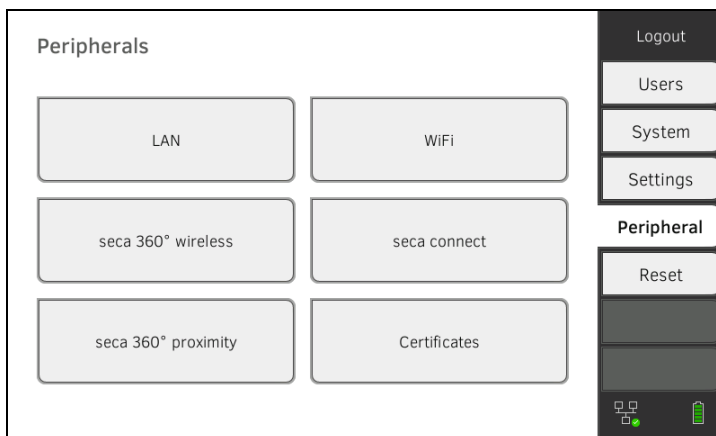 Peripherals
LAN
WiFi
seca 360° wireless
seca connect
seca 360° proximity
Certificates
Logout
Users
System
Settings
Peripheral
Reset